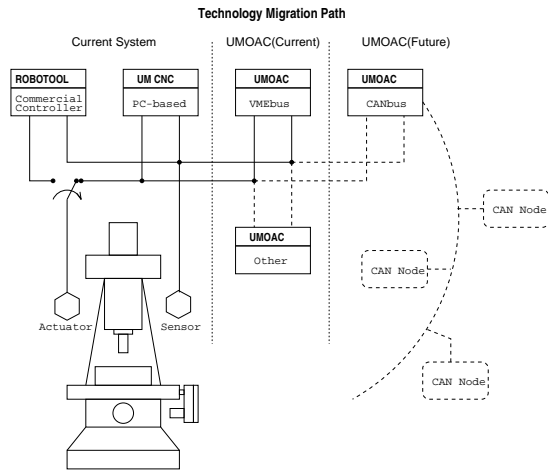 Technology Migration Path
Current System
UMOAC(Current)
UMOAC(Future)
ROBOTOOL
Commercial
Controller
UM CNC
PC-based
UMOAC
VMEbus
UMOAC
CANbus
CAN Node
UMOAC
Other
CAN Node
Actuator
Sensor
CAN Node